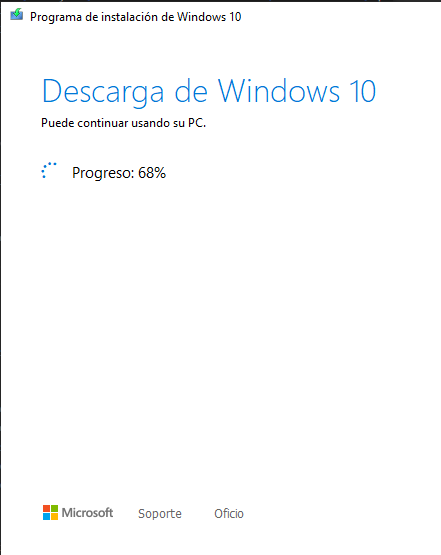 Programa de instalación de Windows 10
Descarga de Windows 10
Puede continuar usando su PC.
Progreso: 68%
Microsoft Soporte Oficio